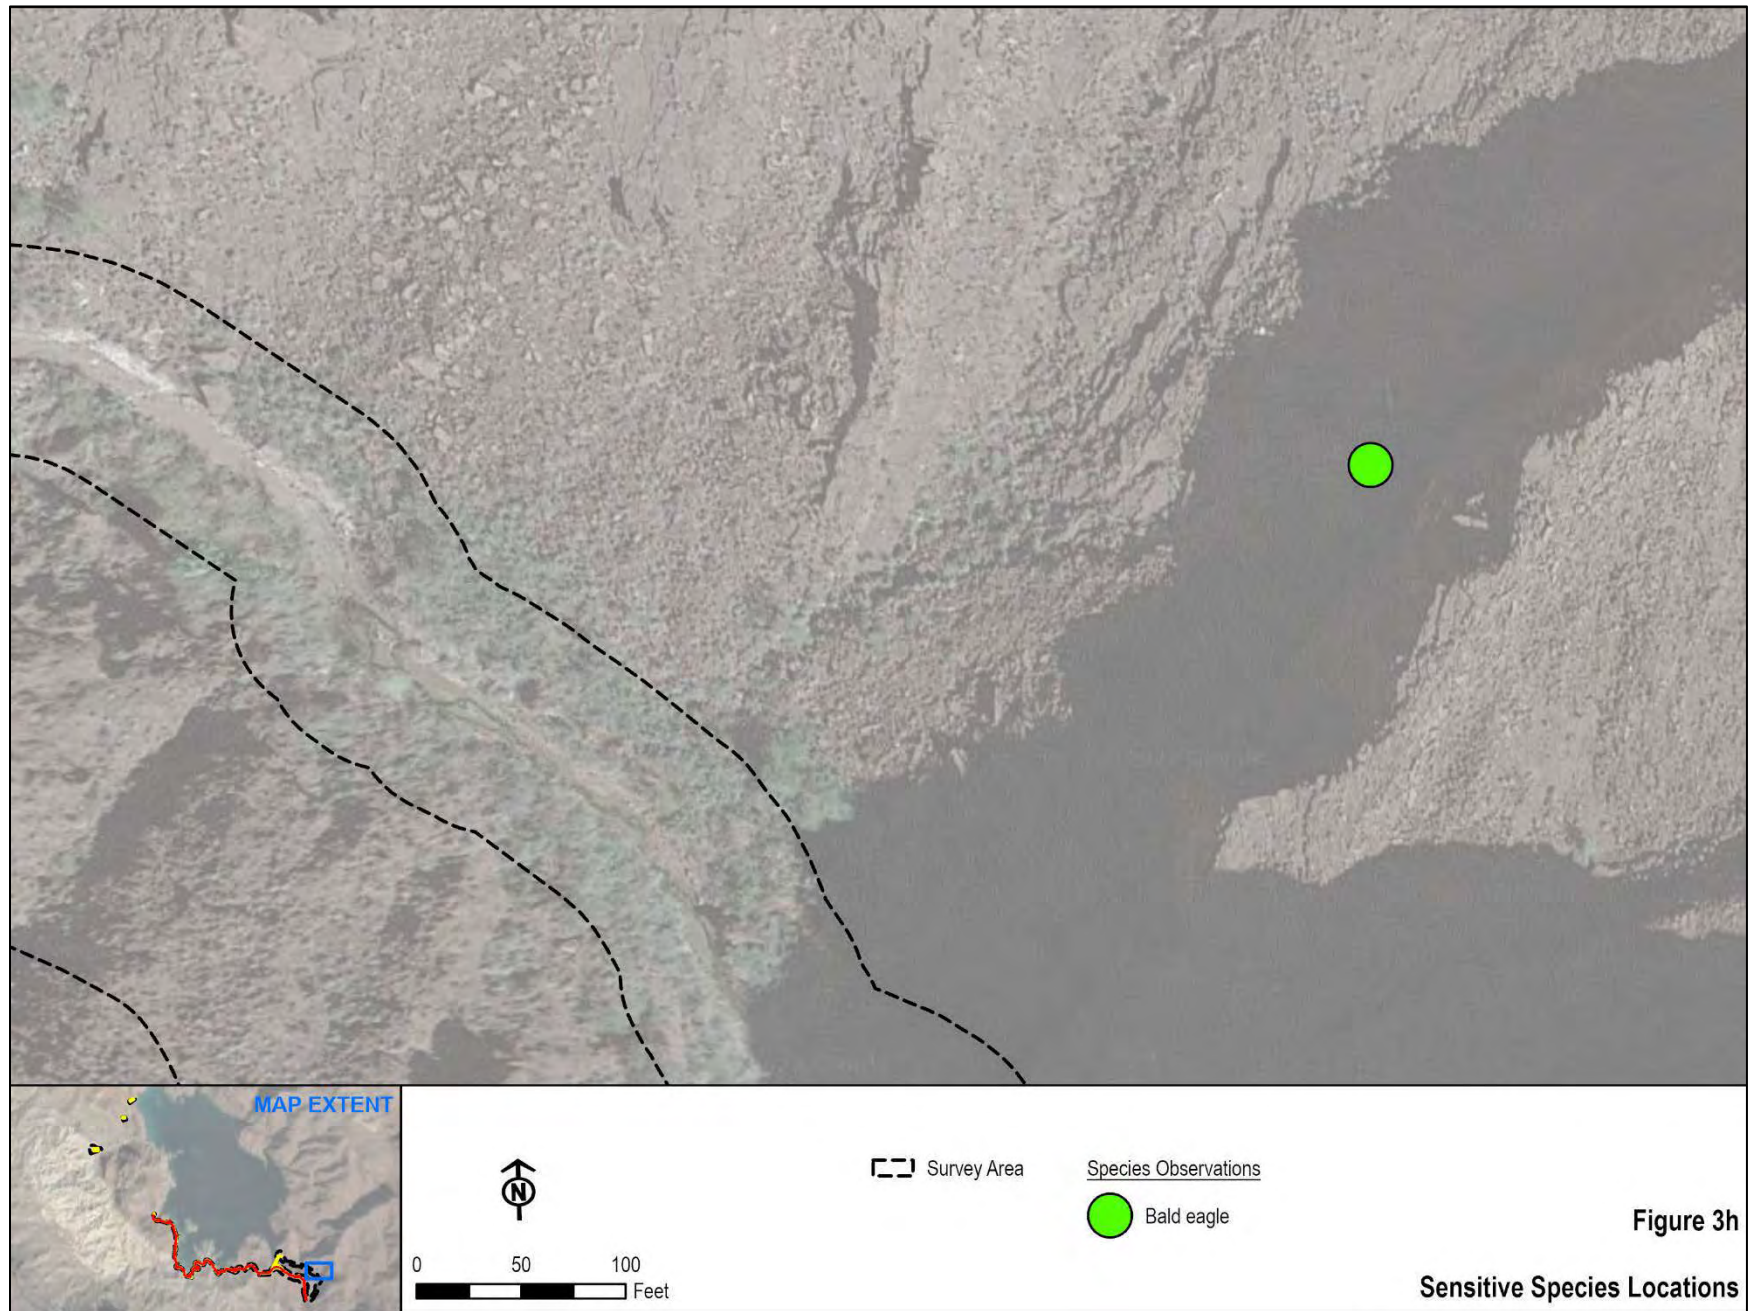 MAP EXTENT
N
0 50 100
Feet
Survey Area
Species Observations
Bald eagle
Figure 3h
Sensitive Species Locations